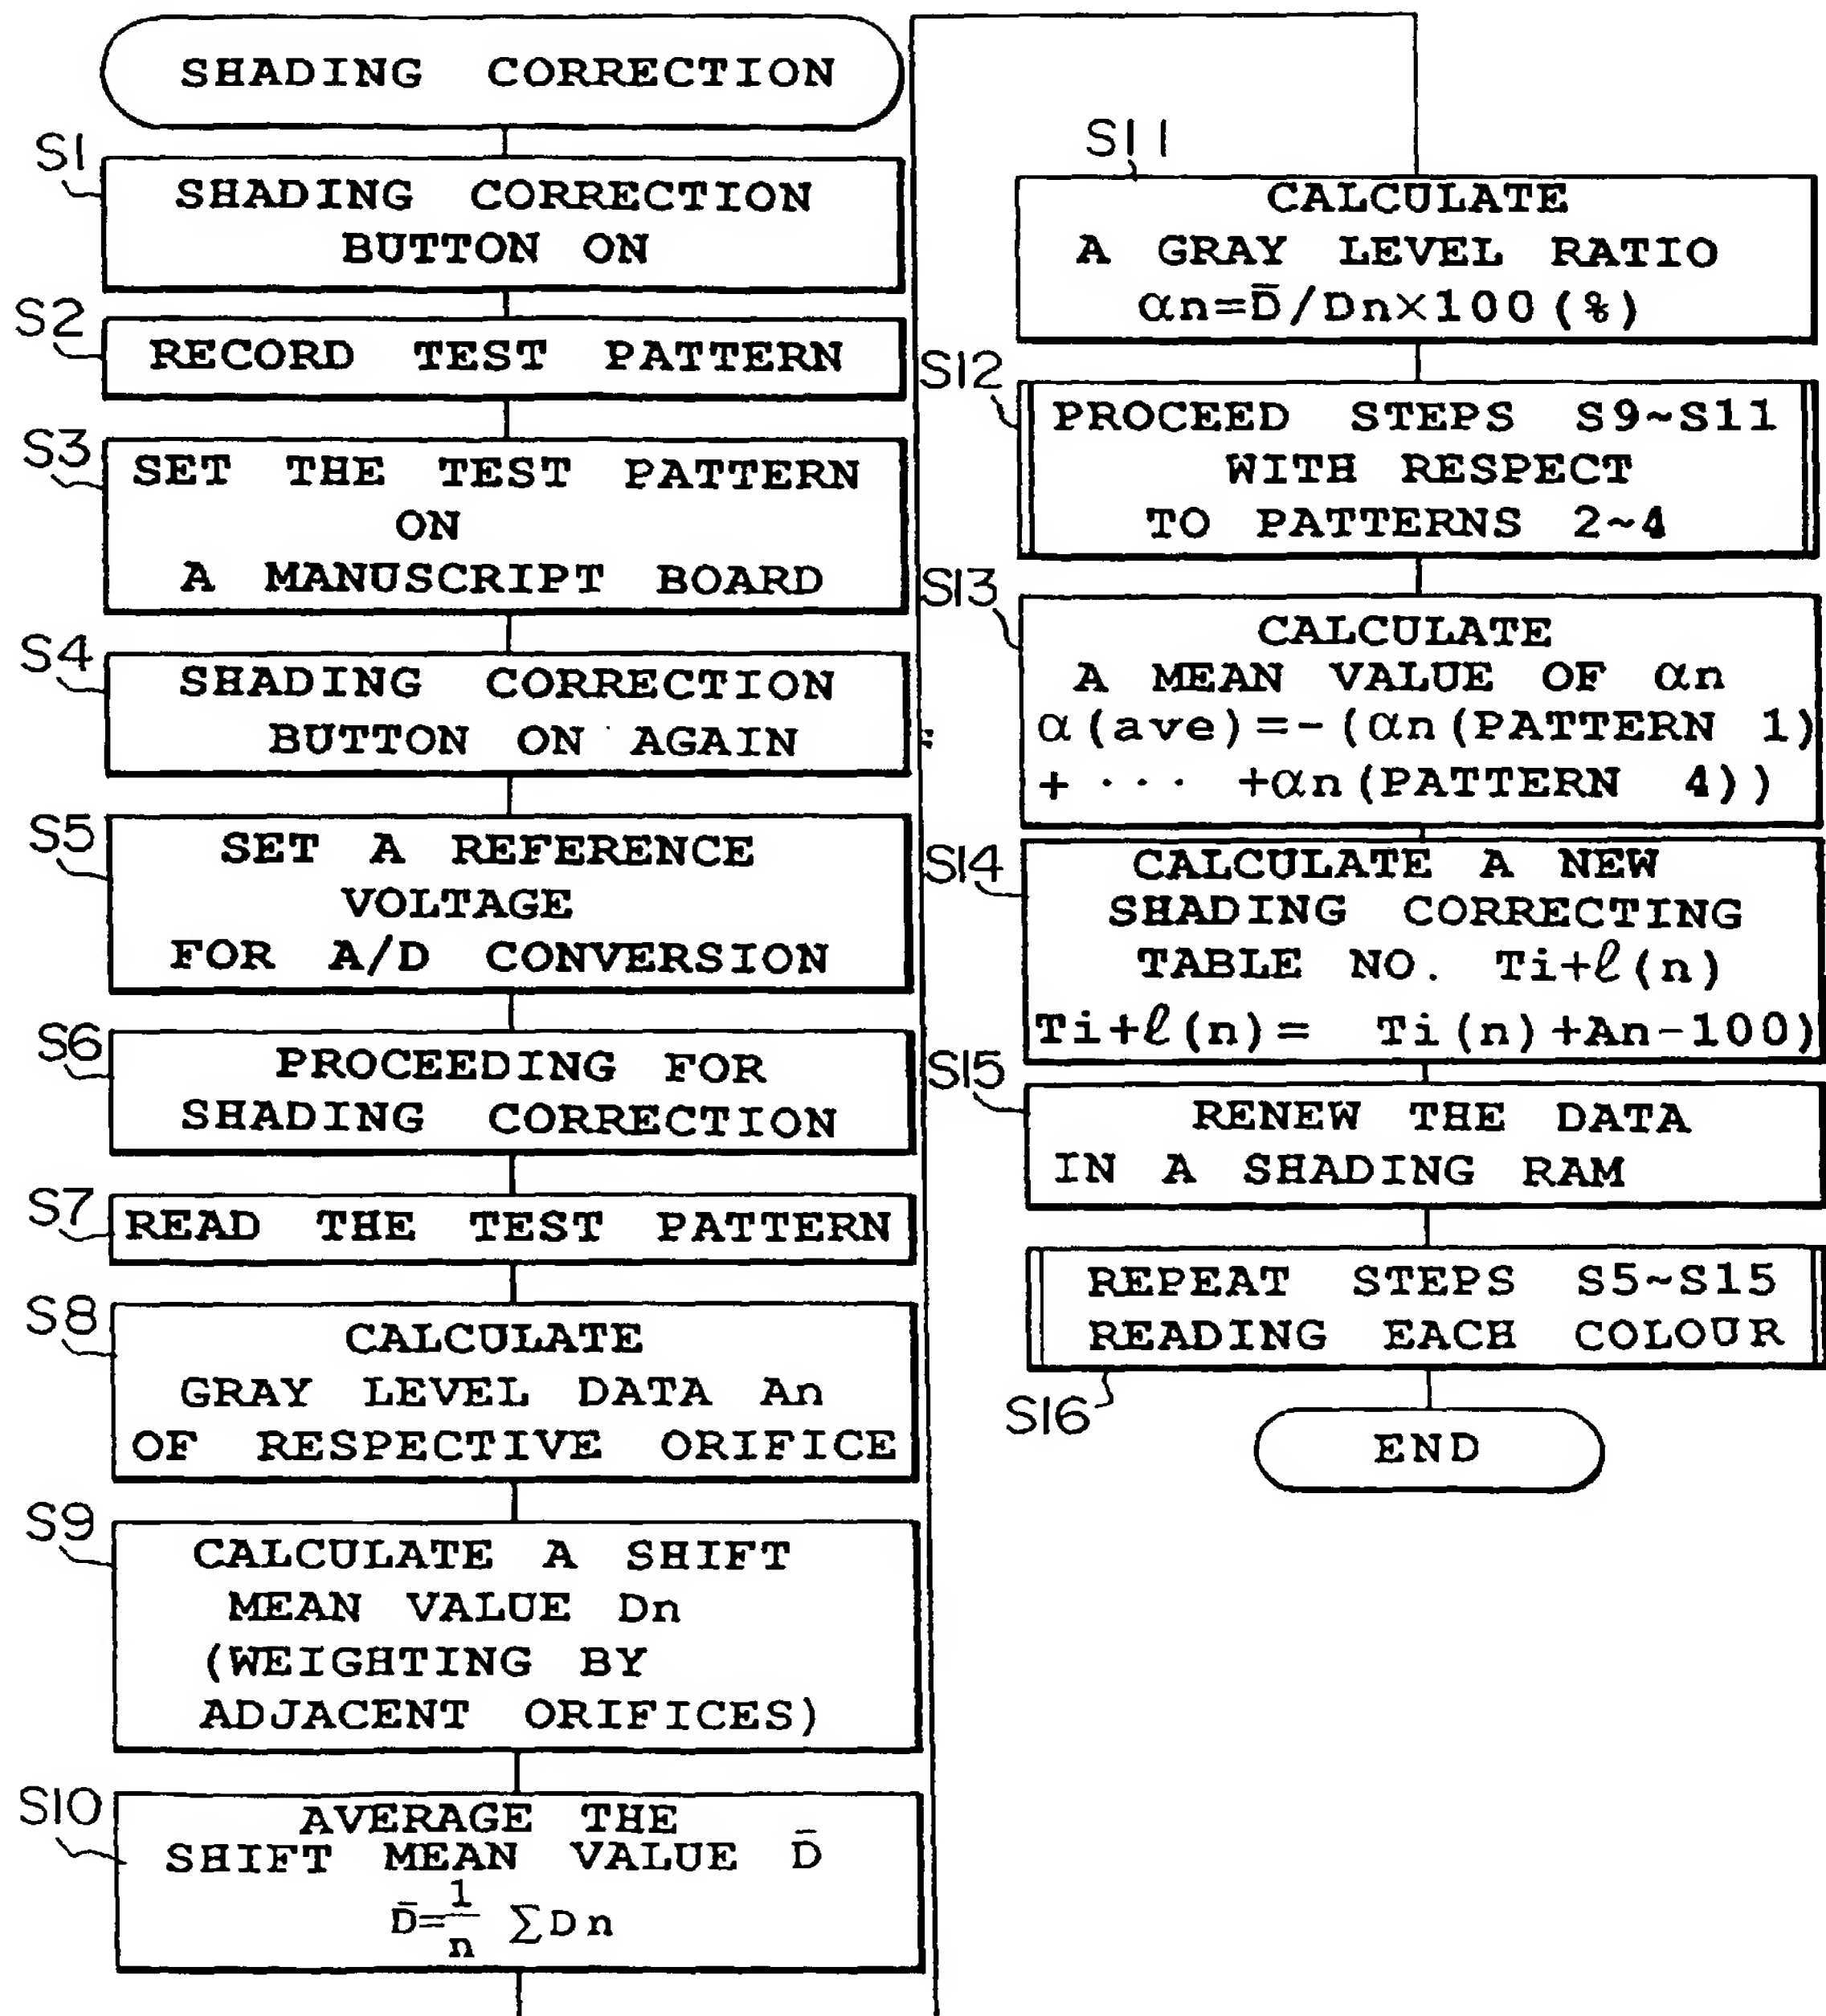 SHADING CORRECTION
S1
SHADING CORRECTION
BUTTON ON
S2
RECORD TEST PATTERN
S3
SET THE TEST PATTERN
ON
A MANUSCRIPT BOARD
S4
SHADING CORRECTION
BUTTON ON AGAIN
S5
SET A REFERENCE
VOLTAGE
FOR A/D CONVERSION
S6
PROCEEDING FOR
SHADING CORRECTION
S7
READ THE TEST PATTERN
S8
CALCULATE
GRAY LEVEL DATA An
OF RESPECTIVE ORIFICE
S9
CALCULATE A SHIFT
MEAN VALUE Dn
(WEIGHTING BY
ADJACENT ORIFICES)
S10
AVERAGE THE
SHIFT MEAN VALUE D̄
D̄=1/n ΣDn
S11
CALCULATE
A GRAY LEVEL RATIO
αn=D̄/Dn×100(%)
S12
PROCEED STEPS S9~S11
WITH RESPECT
TO PATTERNS 2~4
S13
CALCULATE
A MEAN VALUE OF αn
α(ave)=-(αn(PATTERN 1)
+ ··· +αn(PATTERN 4))
S14
CALCULATE A NEW
SHADING CORRECTING
TABLE NO. Ti+ℓ(n)
Ti+ℓ(n)= Ti(n)+An-100)
S15
RENEW THE DATA
IN A SHADING RAM
REPEAT STEPS S5~S15
READING EACH COLOUR
S16
END